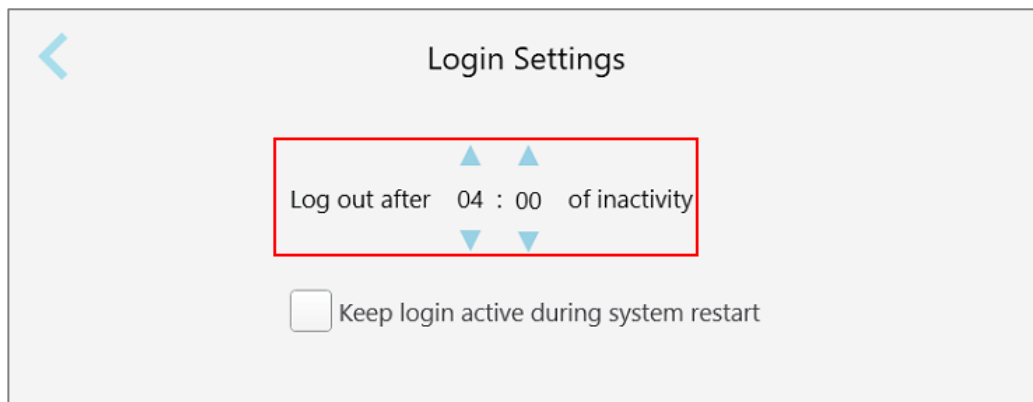 Login Settings
Log out after 04 : 00 of inactivity
Keep login active during system restart